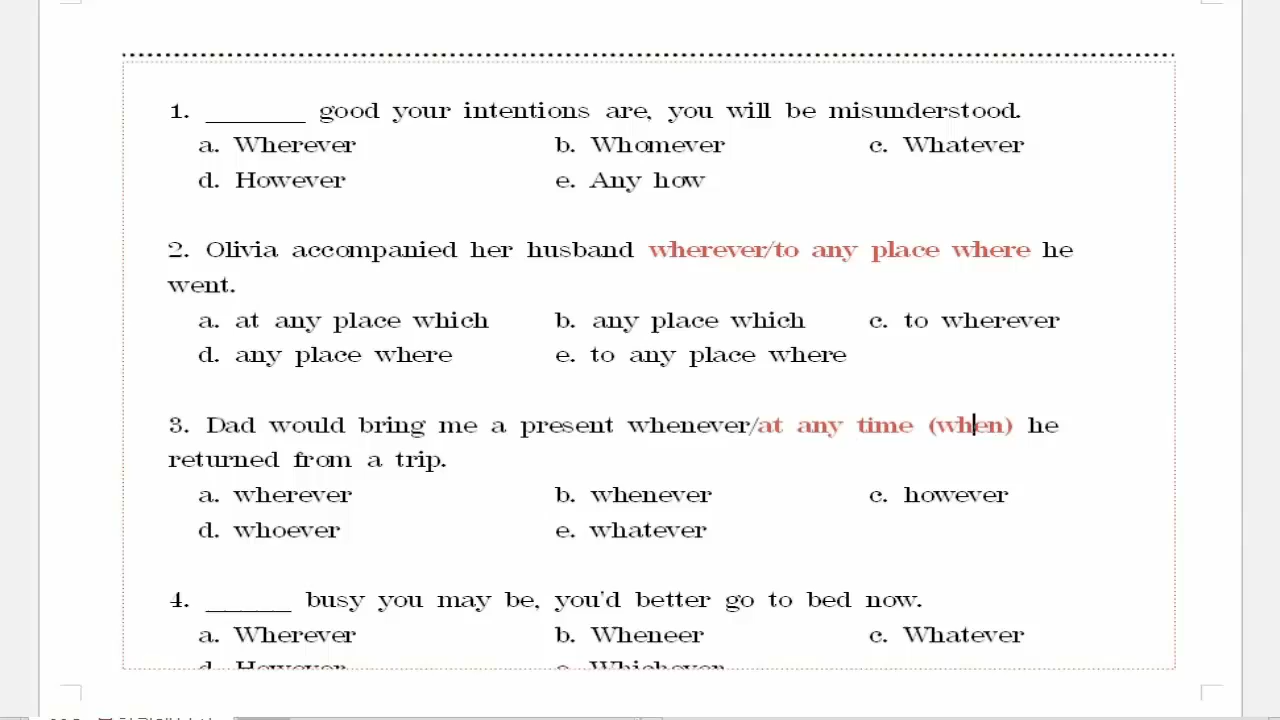 1. _______ good your intentions are, you will be misunderstood.
a. Wherever b. Whomever c. Whatever
d. However e. Any how
2. Olivia accompanied her husband wherever/to any place where he
went.
a. at any place which b. any place which c. to wherever
d. any place where e. to any place where
3. Dad would bring me a present whenever/at any time (when) he
returned from a trip.
a. wherever b. whenever c. however
d. whoever e. whatever
4. ______ busy you may be, you'd better go to bed now.
a. Wherever b. Wheneer c. Whatever
d. However e. Whichever